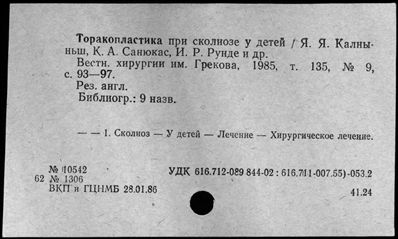 Торакопластика при сколиозе у детей / Я. Я. Калны-
ньш, К. А. Санюкас, И. Р. Рунде и др.
Вестн. хирургии им. Грекова, 1985, т. 135, № 9,
с. 93—97.
Рез. англ.
Библиогр.: 9 назв.
— — 1. Сколиоз — У детей — Лечение — Хирургическое лечение.
№ 10542
УДК 616.712-089 844-02 : 616.711-007.55)-053.2
62 № 1306
ВКП и ГЦНМБ 28.01.86
41.24